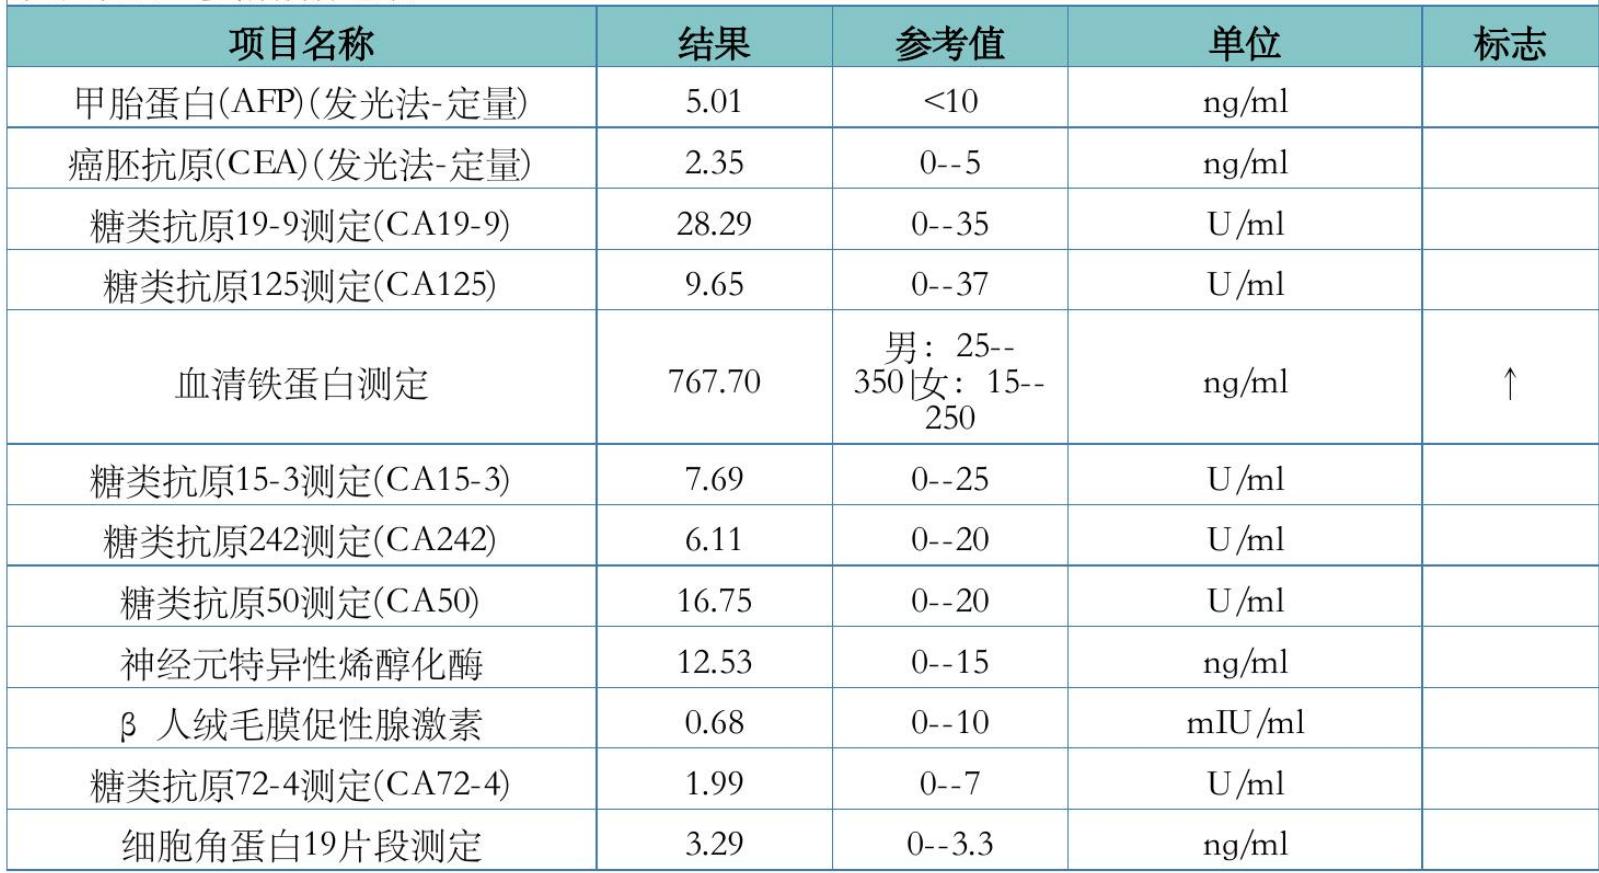 项目名称 结果 参考值 单位 标志
甲胎蛋白(AFP)(发光法-定量) 5.01 <10 ng/ml
癌胚抗原(CEA)(发光法-定量) 2.35 0--5 ng/ml
糖类抗原19-9测定(CA19-9) 28.29 0--35 U/ml
糖类抗原125测定(CA125) 9.65 0--37 U/ml
血清铁蛋白测定 767.70 男：25--
350|女：15--
250 ng/ml ↑
糖类抗原15-3测定(CA15-3) 7.69 0--25 U/ml
糖类抗原242测定(CA242) 6.11 0--20 U/ml
糖类抗原50测定(CA50) 16.75 0--20 U/ml
神经元特异性烯醇化酶 12.53 0--15 ng/ml
β 人绒毛膜促性腺激素 0.68 0--10 mIU/ml
糖类抗原72-4测定(CA72-4) 1.99 0--7 U/ml
细胞角蛋白19片段测定 3.29 0--3.3 ng/ml